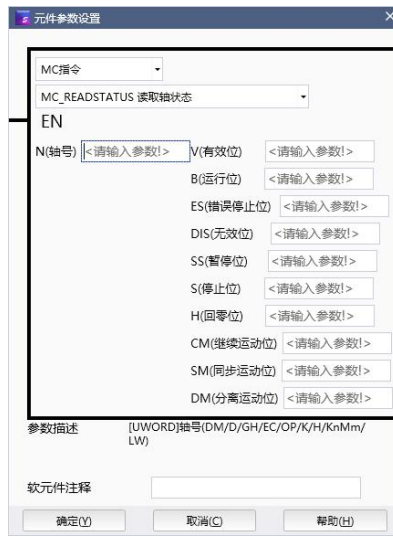 元件参数设置
MC指令
MC_READSTATUS 读取轴状态
EN
N(轴号) <请输入参数!> V(有效位) <请输入参数!>
B(运行位) <请输入参数!>
ES(错误停止位) <请输入参数!>
DIS(无效位) <请输入参数!>
SS(暂停位) <请输入参数!>
S(停止位) <请输入参数!>
H(回零位) <请输入参数!>
CM(继续运动位) <请输入参数!>
SM(同步运动位) <请输入参数!>
DM(分离运动位) <请输入参数!>
参数描述 [UWORD]轴号(DM/D/GH/EC/OP/K/H/KnMm/
LW)
软元件注释
确定(Y) 取消(C) 帮助(H)